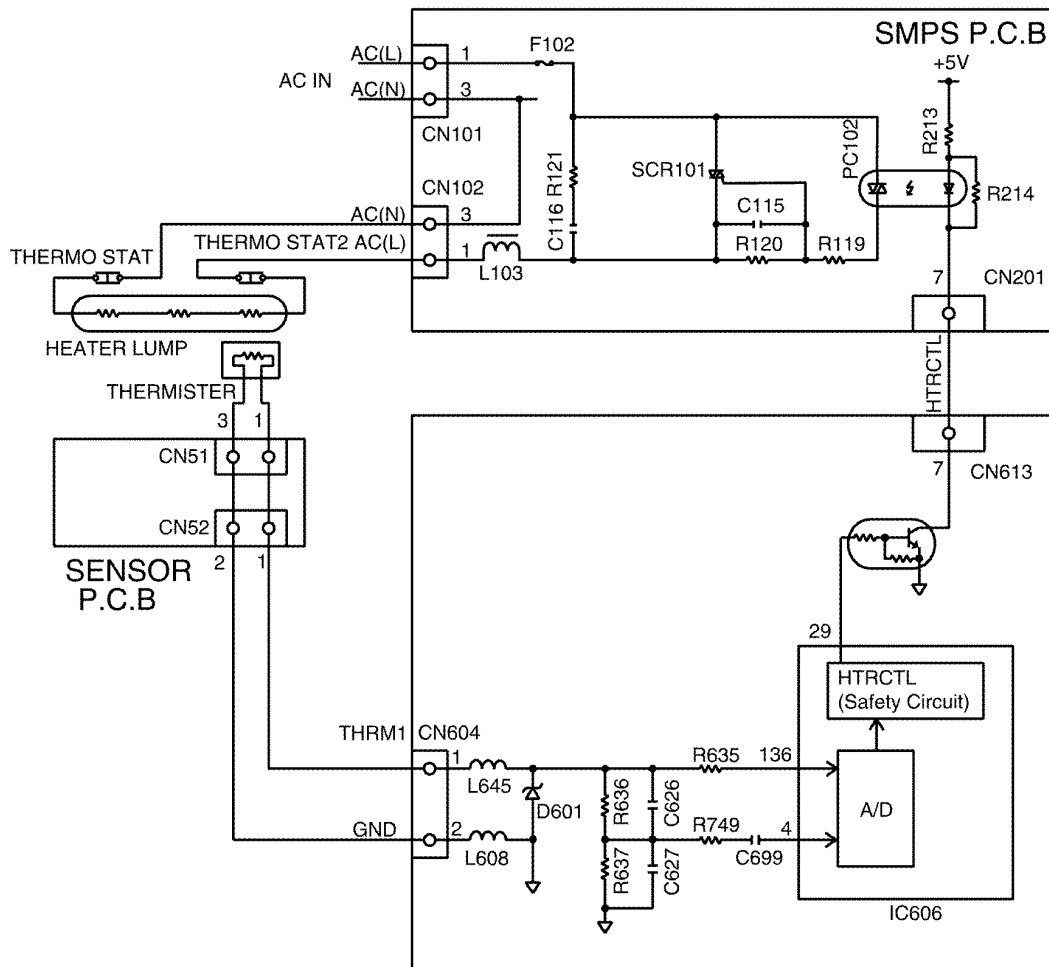 SMPS P.C.B
+5V
AC(L)
1
F102
AC IN
AC(N)
3
CN101
R213
PC102
R121
SCR101
R214
CN102
AC(N)
3
C116
C115
THERMO STAT
THERMO STAT2 AC(L)
1
L103
R120
R119
7
CN201
HEATER LUMP
HTRCTL
THERMISTER
3
1
CN51
7
CN613
CN52
2
1
SENSOR
P.C.B
29
HTRCTL
(Safety Circuit)
THRM1
CN604
1
L645
R635
136
D601
R636
C626
A/D
GND
2
L608
R749
4
C699
R637
C627
IC606